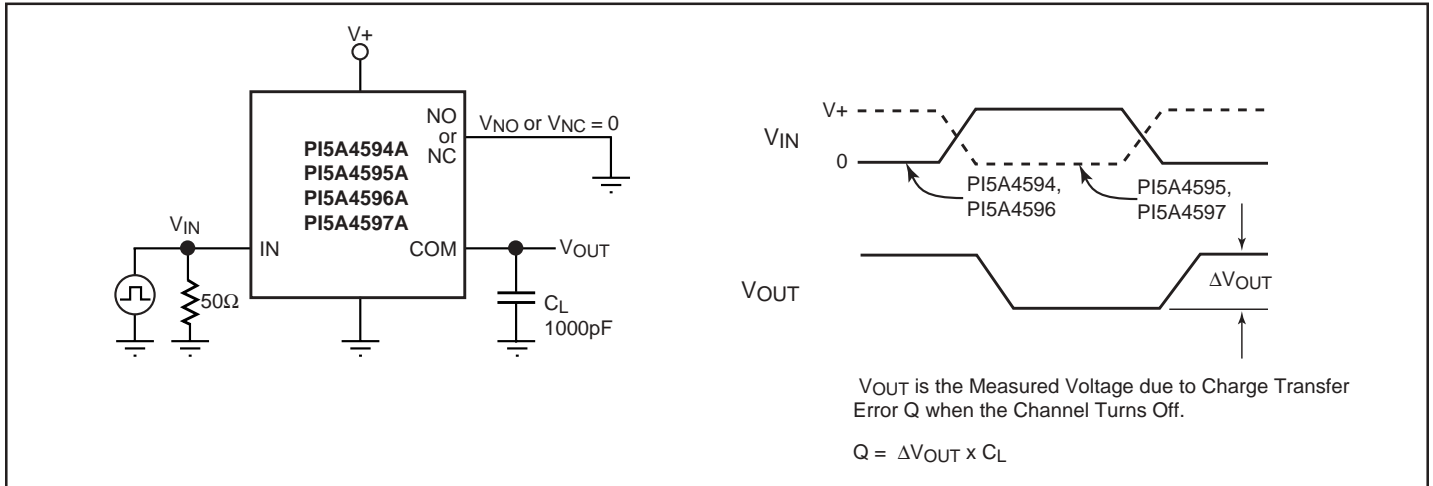 V+
NO
or
NC
VNO or VNC = 0
PI5A4594A
PI5A4595A
PI5A4596A
PI5A4597A
VIN
IN
COM
VOUT
50Ω
CL
1000pF
V+
VIN
0
PI5A4594,
PI5A4596
PI5A4595,
PI5A4597
VOUT
ΔVOUT
VOUT is the Measured Voltage due to Charge Transfer
Error Q when the Channel Turns Off.
Q = ΔVOUT x CL